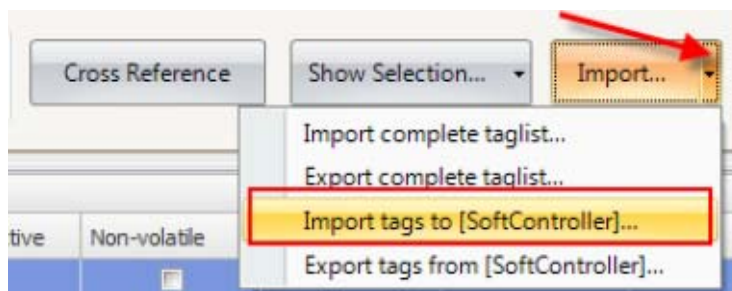 Cross Reference
Show Selection...
Import...
Import complete taglist...
Export complete taglist...
Import tags to [SoftController]...
Export tags from [SoftController]...
tive
Non-volatile